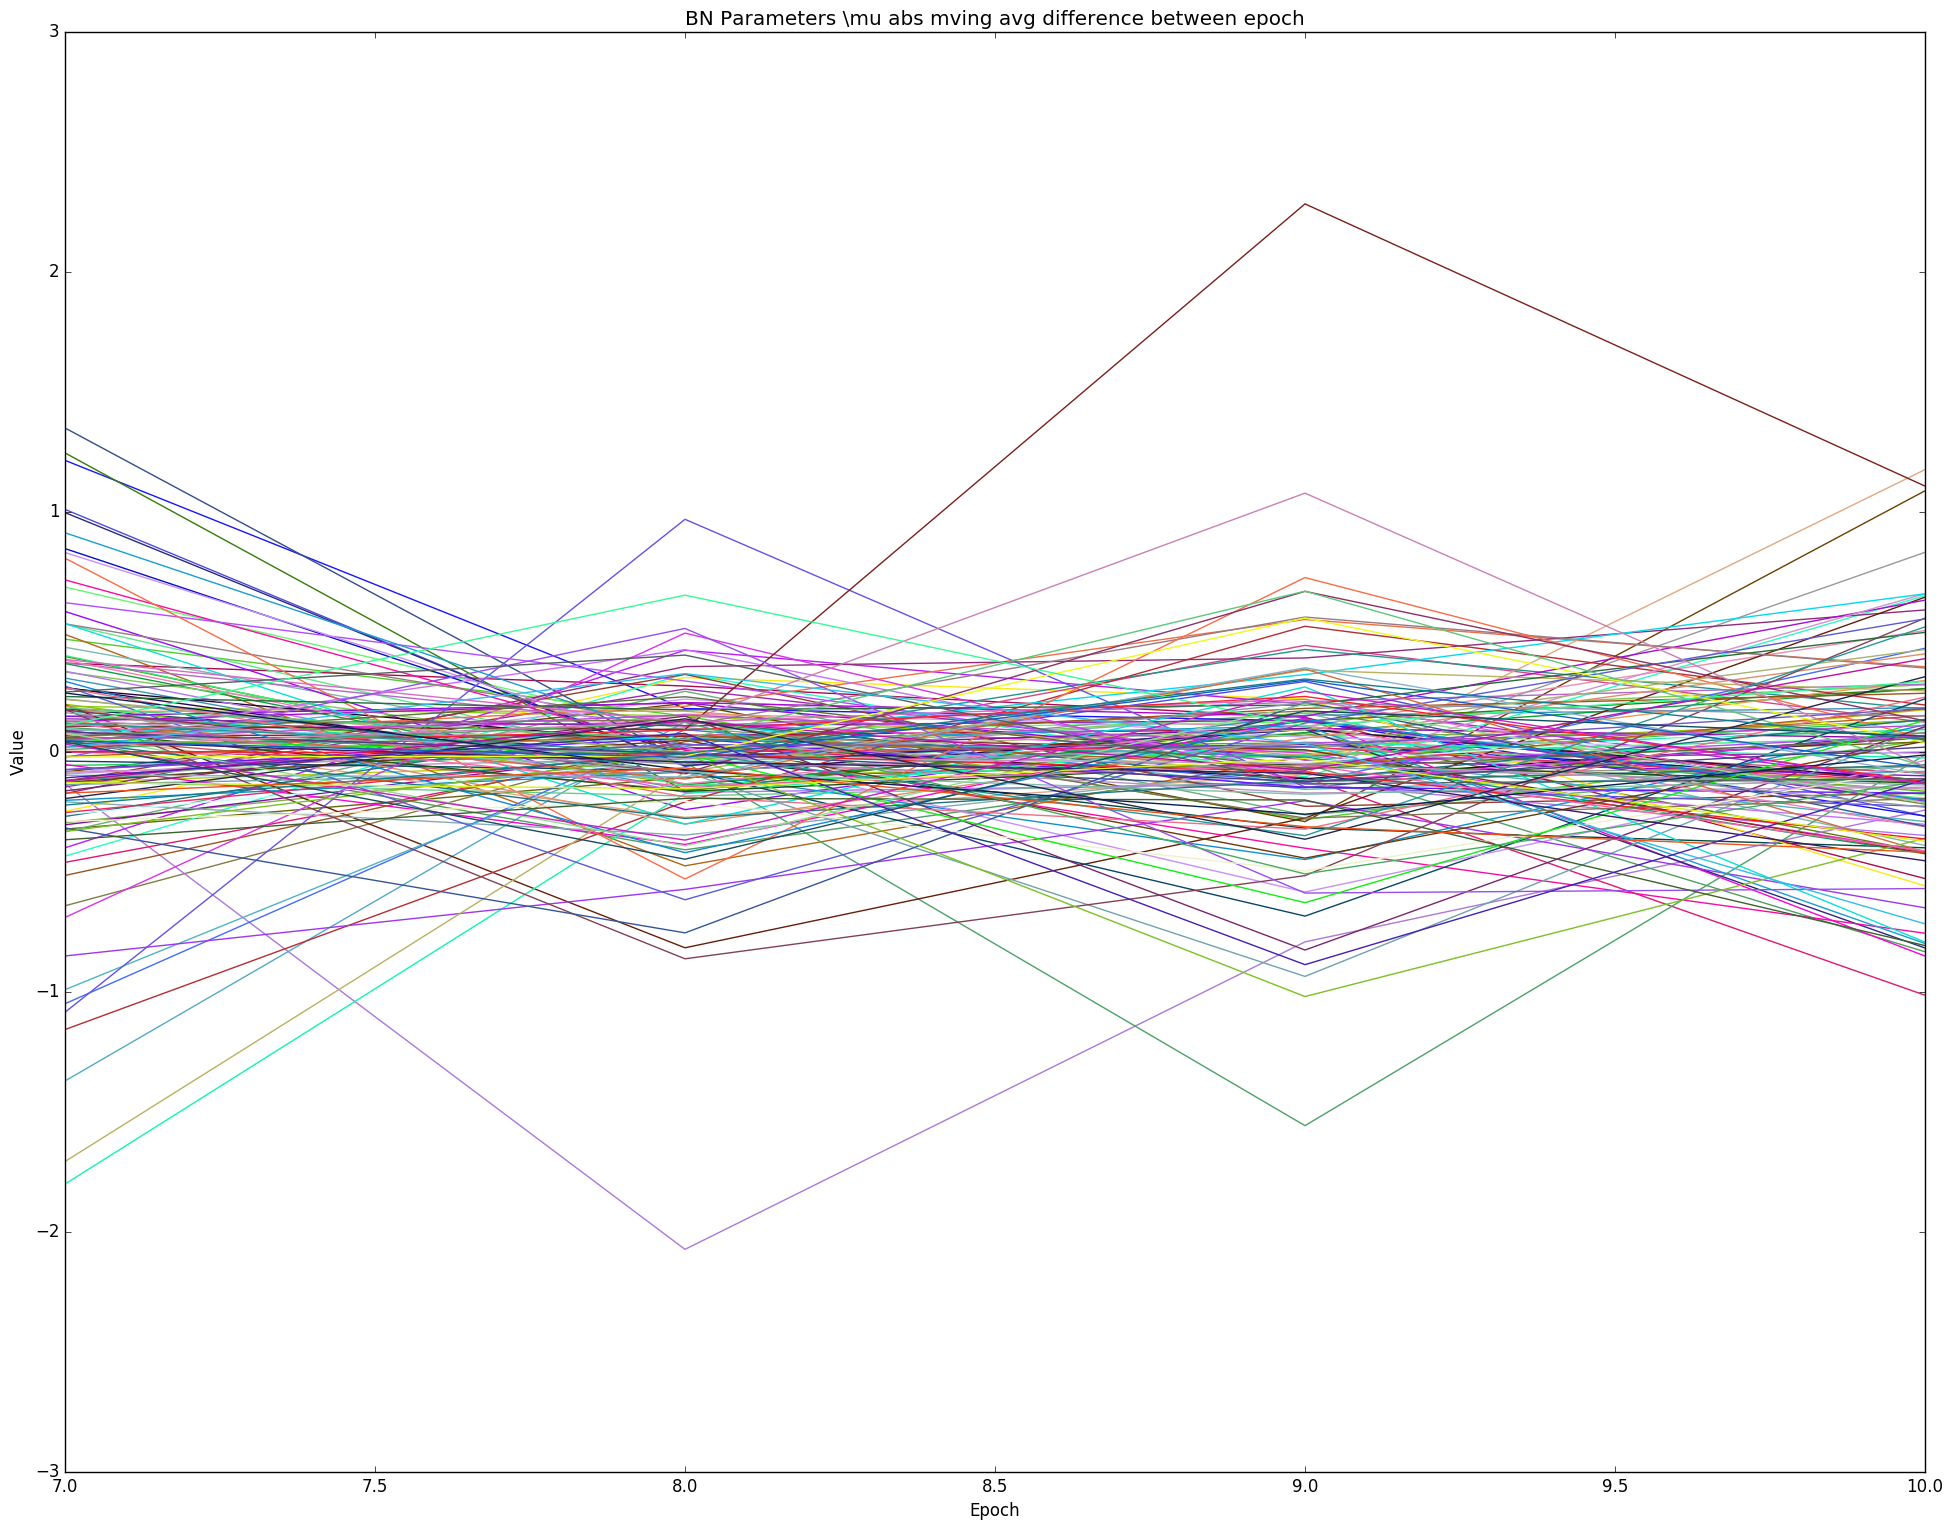 BN Parameters \mu abs mving avg difference between epoch
3
2
1
0
−1
−2
−3
Value
7.0 7.5 8.0 8.5 9.0 9.5 10.0
Epoch